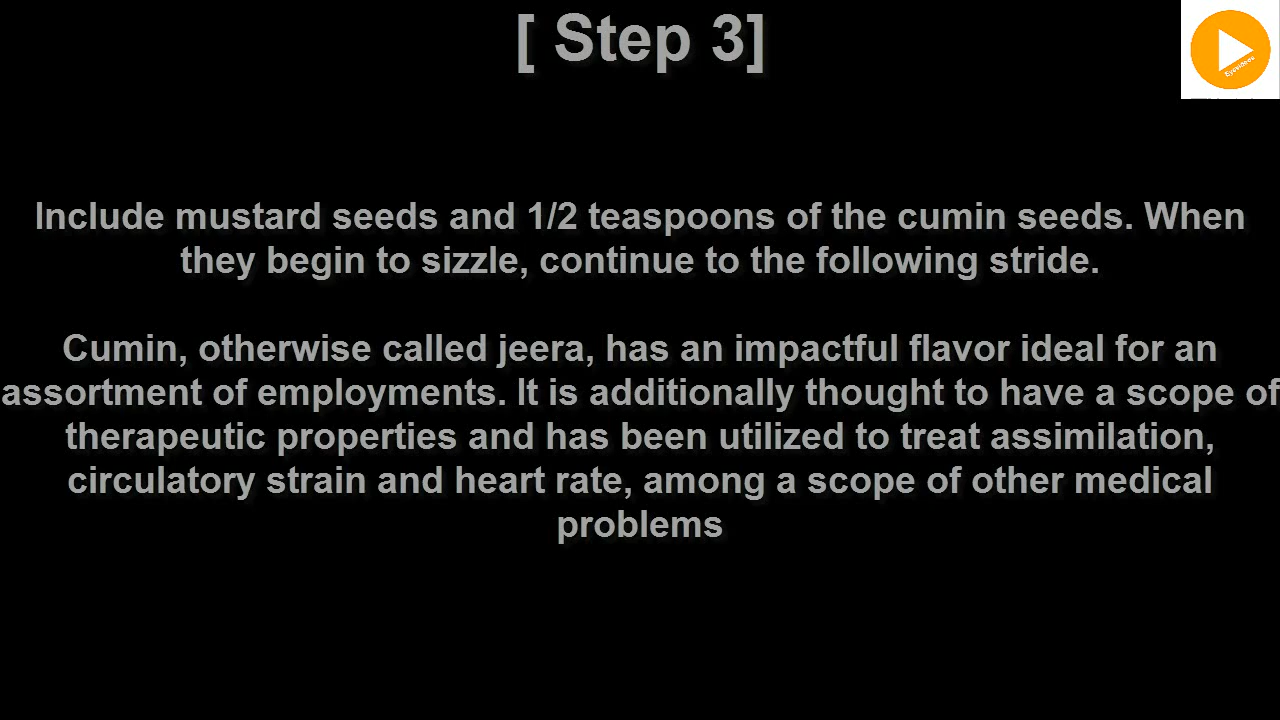 [ Step 3]
Eyevideos
Include mustard seeds and 1/2 teaspoons of the cumin seeds. When
they begin to sizzle, continue to the following stride.
Cumin, otherwise called jeera, has an impactful flavor ideal for an
assortment of employments. It is additionally thought to have a scope of
therapeutic properties and has been utilized to treat assimilation,
circulatory strain and heart rate, among a scope of other medical
problems